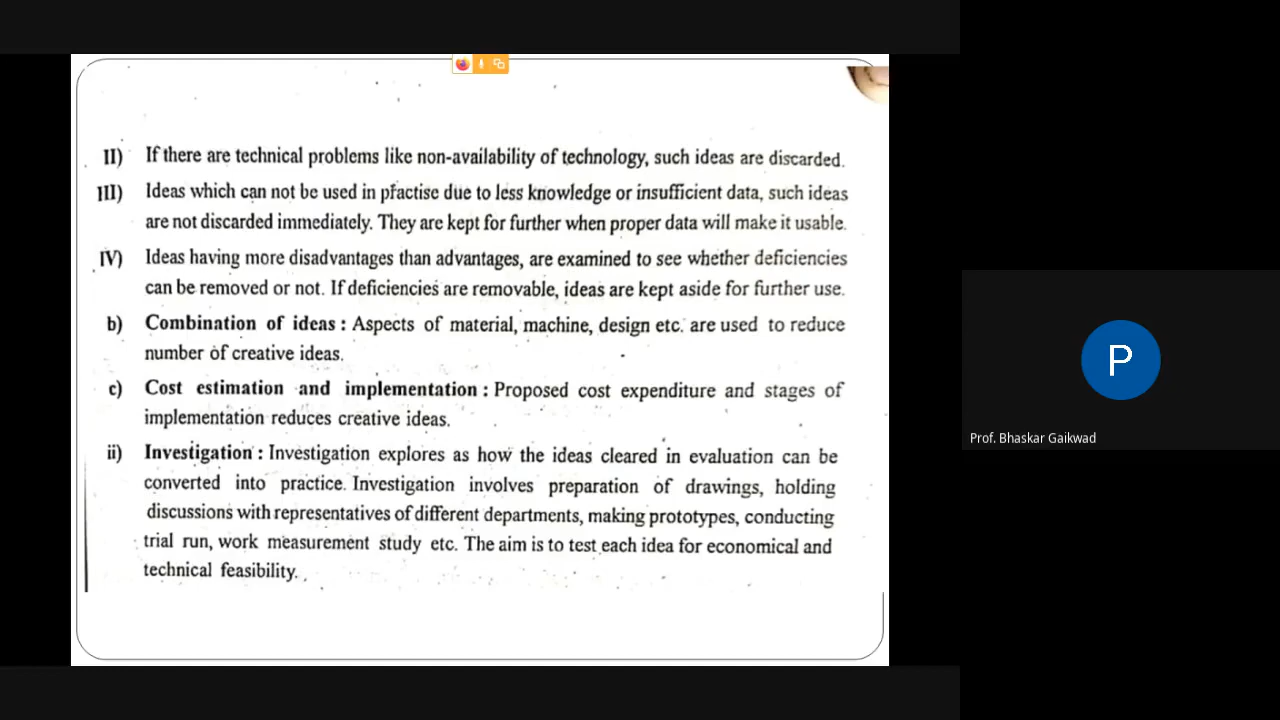 II) If there are technical problems like non-availability of technology, such ideas are discarded.
III) Ideas which can not be used in practise due to less knowledge or insufficient data, such ideas
are not discarded immediately. They are kept for further when proper data will make it usable.
IV) Ideas having more disadvantages than advantages, are examined to see whether deficiencies
can be removed or not. If deficiencies are removable, ideas are kept aside for further use.
b) Combination of ideas : Aspects of material, machine, design etc. are used to reduce
number of creative ideas.
c) Cost estimation and implementation : Proposed cost expenditure and stages of
implementation reduces creative ideas.
ii) Investigation : Investigation explores as how the ideas cleared in evaluation can be
converted into practice. Investigation involves preparation of drawings, holding
discussions with representatives of different departments, making prototypes, conducting
trial run, work measurement study etc. The aim is to test each idea for economical and
technical feasibility.
P
Prof. Bhaskar Gaikwad